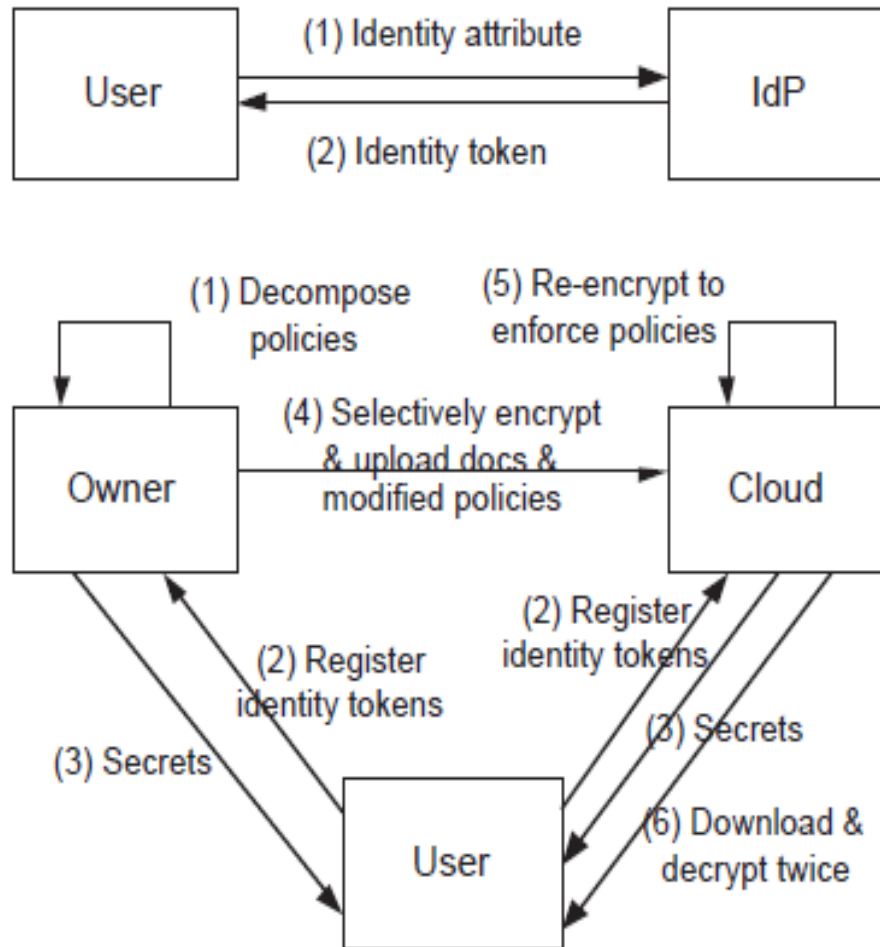 (1) Identity attribute
User
IdP
(2) Identity token
(1) Decompose
policies
(5) Re-encrypt to
enforce policies
(4) Selectively encrypt
& upload docs &
modified policies
Owner
Cloud
(2) Register
identity tokens
(2) Register
identity tokens
(3) Secrets
(3) Secrets
(6) Download &
decrypt twice
User